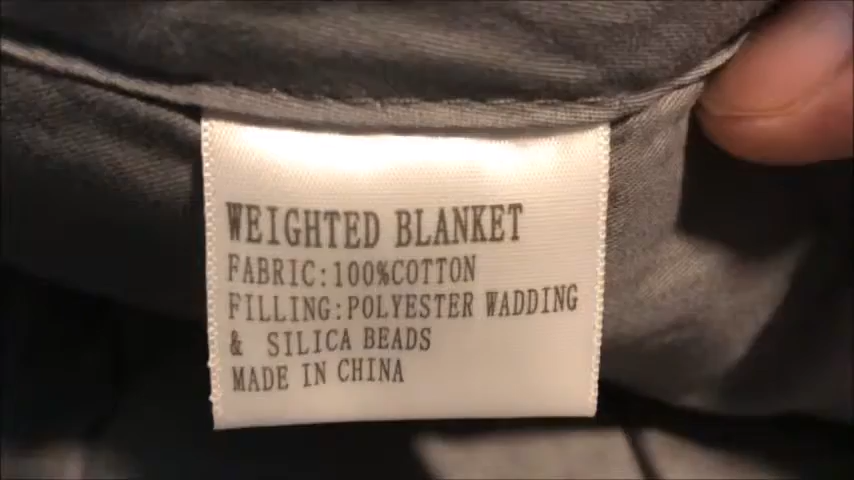 WEIGHTED BLANKET
FABRIC:100%COTTON
FILLING:POLYESTER WADDING
& SILICA BEADS
MADE IN CHINA